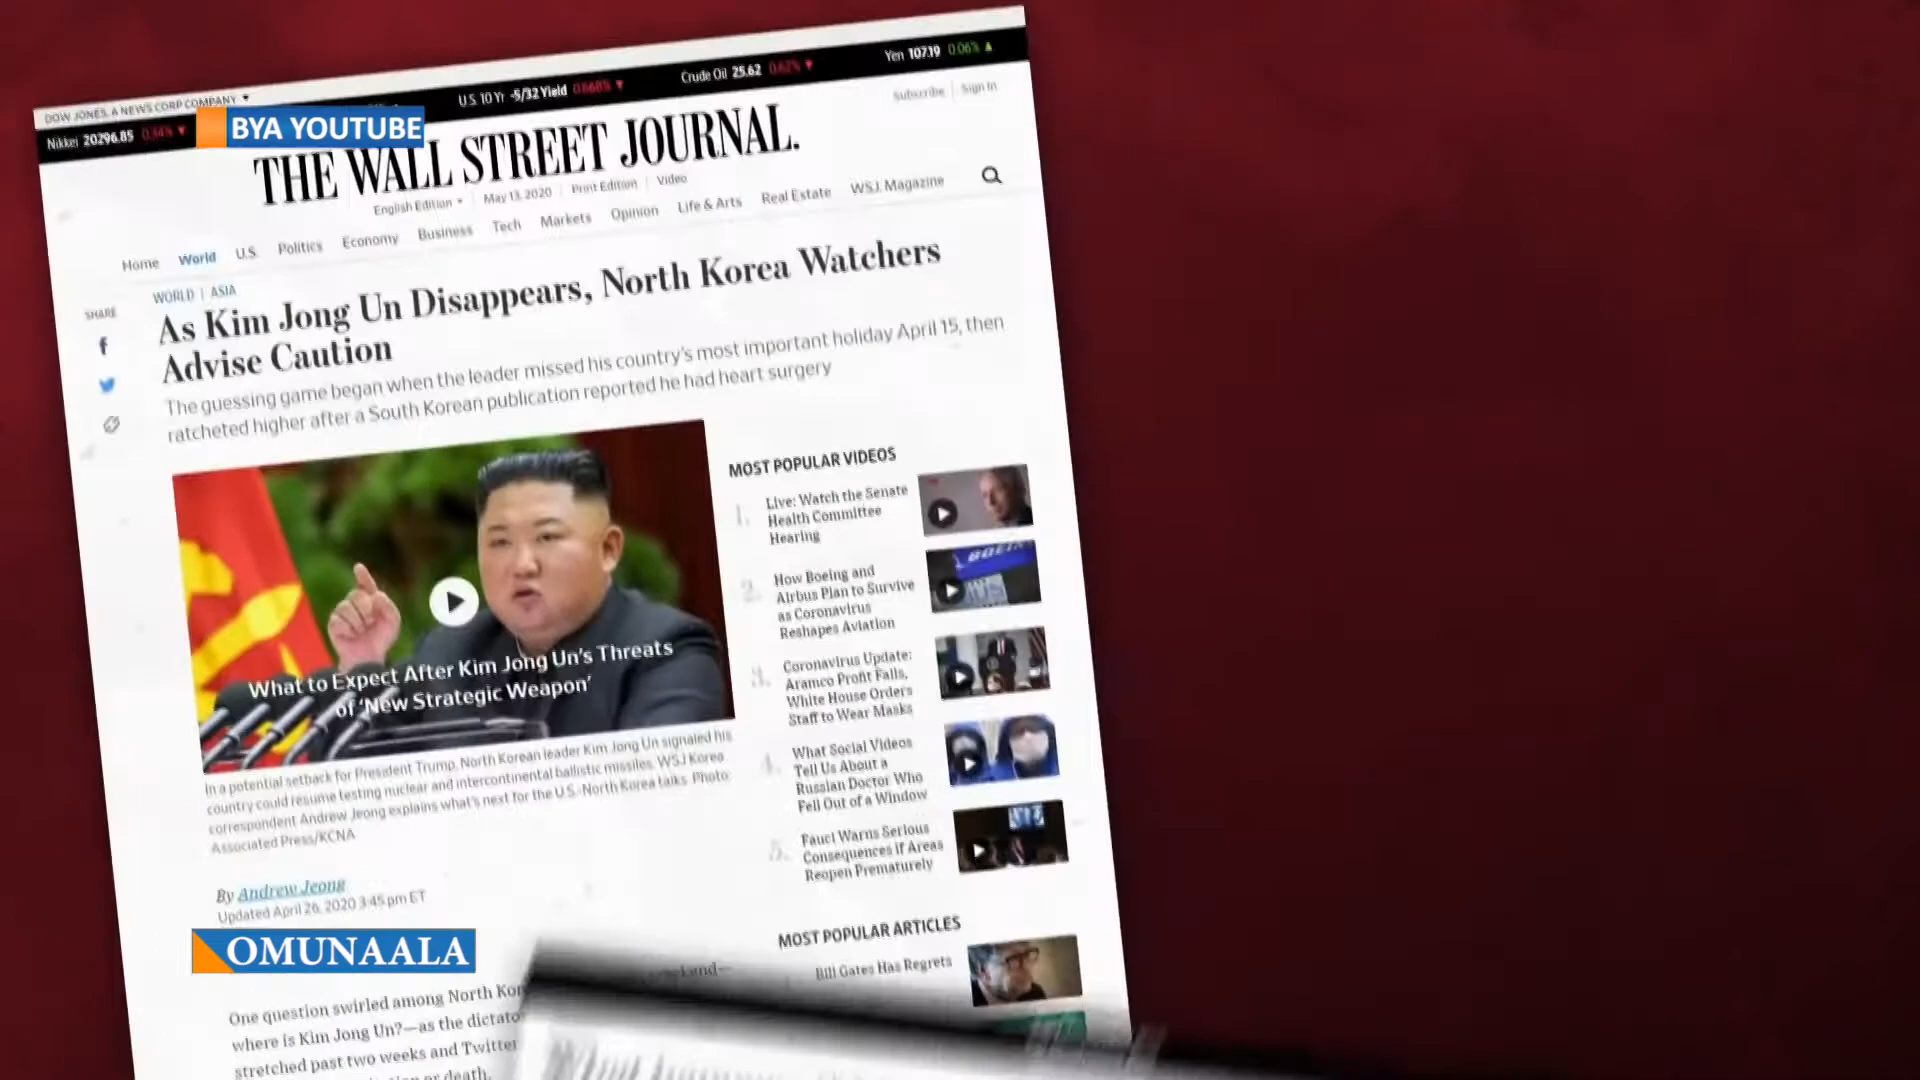 DOW JONES, A NEWS CORP COMPANY
Nikkei 20296.85 0.34%
U.S. 10 Yr -5/32 Yield 0.668%
Crude Oil 25.62 0.62%
Yen 107.19 0.06%
BYA YOUTUBE
Subscribe | Sign In
THE WALL STREET JOURNAL.
English Edition | May 13, 2020 | Print Edition | Video
Home World U.S. Politics Economy Business Tech Markets Opinion Life & Arts Real Estate WSJ. Magazine
SHARE
WORLD | ASIA
As Kim Jong Un Disappears, North Korea Watchers
Advise Caution
The guessing game began when the leader missed his country's most important holiday April 15, then
ratcheted higher after a South Korean publication reported he had heart surgery
What to Expect After Kim Jong Un's Threats
of 'New Strategic Weapon'
In a potential setback for President Trump, North Korean leader Kim Jong Un signaled his
country could resume testing nuclear and intercontinental ballistic missiles. WSJ Korea
correspondent Andrew Jeong explains what's next for the U.S.-North Korea talks. Photo:
Associated Press/KCNA
By Andrew Jeong
Updated April 26, 2020 3:45 pm ET
OMUNAALA
One question swirled among North Kor
where is Kim Jong Un?—as the dictato
stretched past two weeks and Twitter
or death.
MOST POPULAR VIDEOS
1. Live: Watch the Senate
Health Committee
Hearing
BOEING
2. How Boeing and
Airbus Plan to Survive
as Coronavirus
Reshapes Aviation
3. Coronavirus Update:
Aramco Profit Falls,
White House Orders
Staff to Wear Masks
4. What Social Videos
Tell Us About a
Russian Doctor Who
Fell Out of a Window
5. Fauci Warns Serious
Consequences if Areas
Reopen Prematurely
MOST POPULAR ARTICLES
Bill Gates Has Regrets